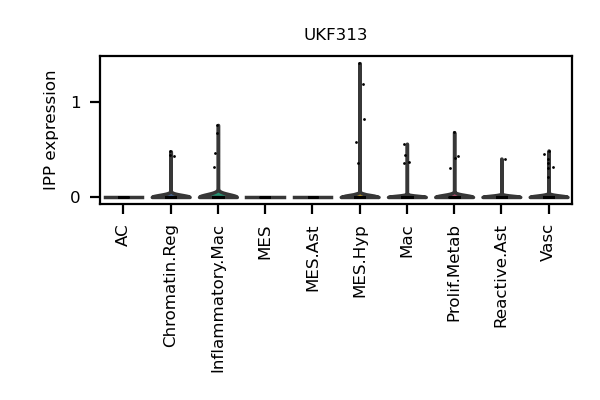 UKF313
IPP expression
1
0
AC
Chromatin.Reg
Inflammatory.Mac
MES
MES.Ast
MES.Hyp
Mac
Prolif.Metab
Reactive.Ast
Vasc